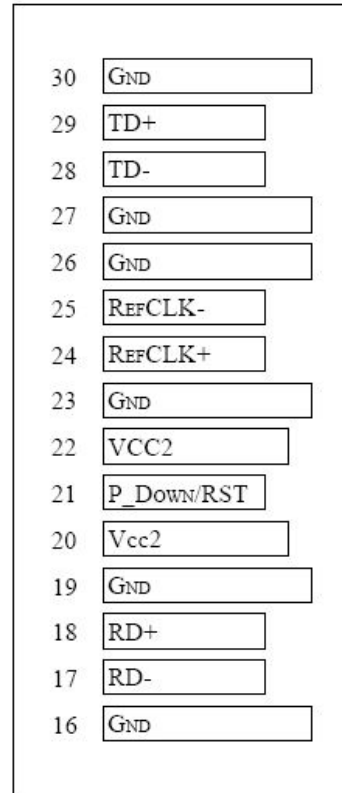 30 GND
29 TD+
28 TD-
27 GND
26 GND
25 REFCLK-
24 REFCLK+
23 GND
22 VCC2
21 P_DOWN/RST
20 Vcc2
19 GND
18 RD+
17 RD-
16 GND